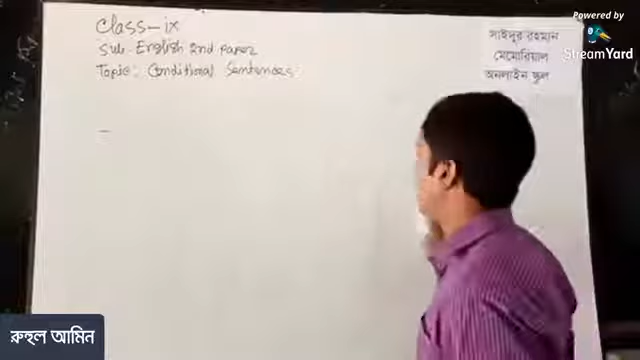 Class-ix
Sub-English 2nd paper
Topic: Conditional Sentences
সাইদুর রহমান
মেমোরিয়াল
অনলাইন স্কুল
Powered by
StreamYard
রুহুল আমিন